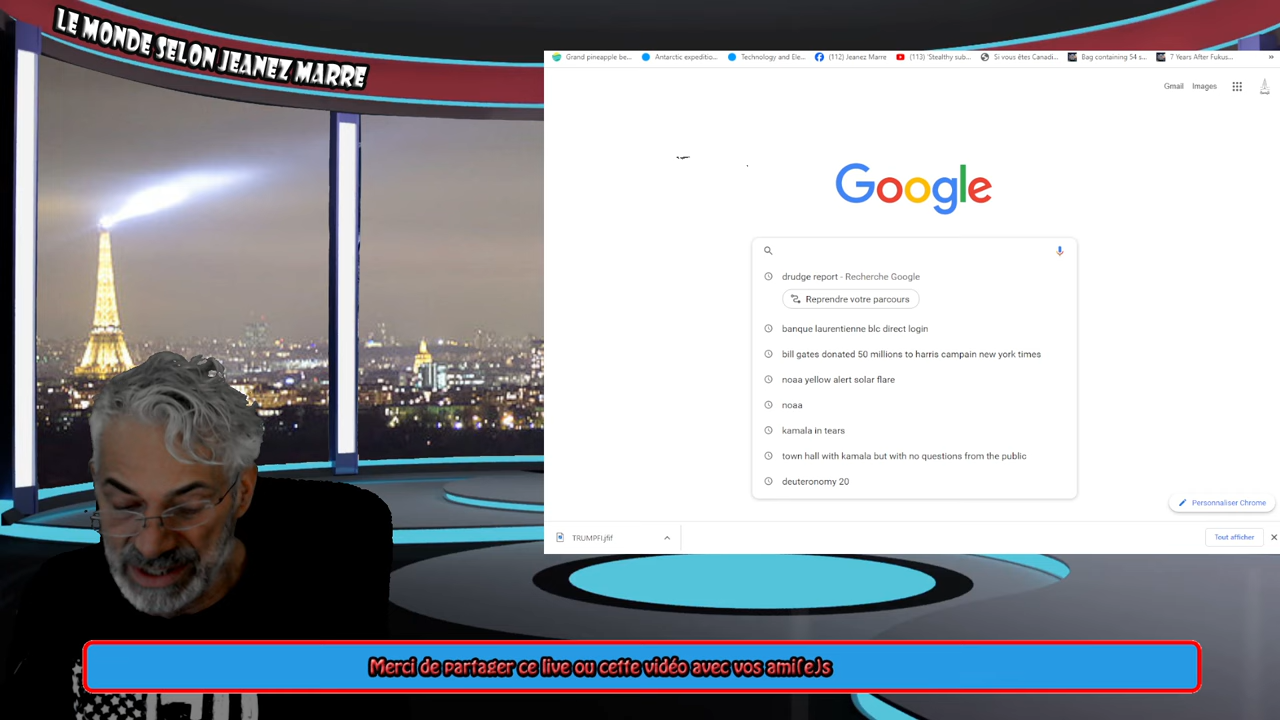 LE MONDE SELON JEANEZ MARRE
Grand pineapple be... Antarctic expeditio... Technology and Ele... (112) Jeanez Marre (113) 'Stealthy sub... Si vous êtes Canadi... Bag containing 54 s... 7 Years After Fukus... »
Gmail Images
Google
drudge report - Recherche Google
Reprendre votre parcours
banque laurentienne blc direct login
bill gates donated 50 millions to harris campain new york times
noaa yellow alert solar flare
noaa
kamala in tears
town hall with kamala but with no questions from the public
deuteronomy 20
Personnaliser Chrome
TRUMPFI.jfif
Tout afficher
Merci de partager ce live ou cette vidéo avec vos ami(e)s